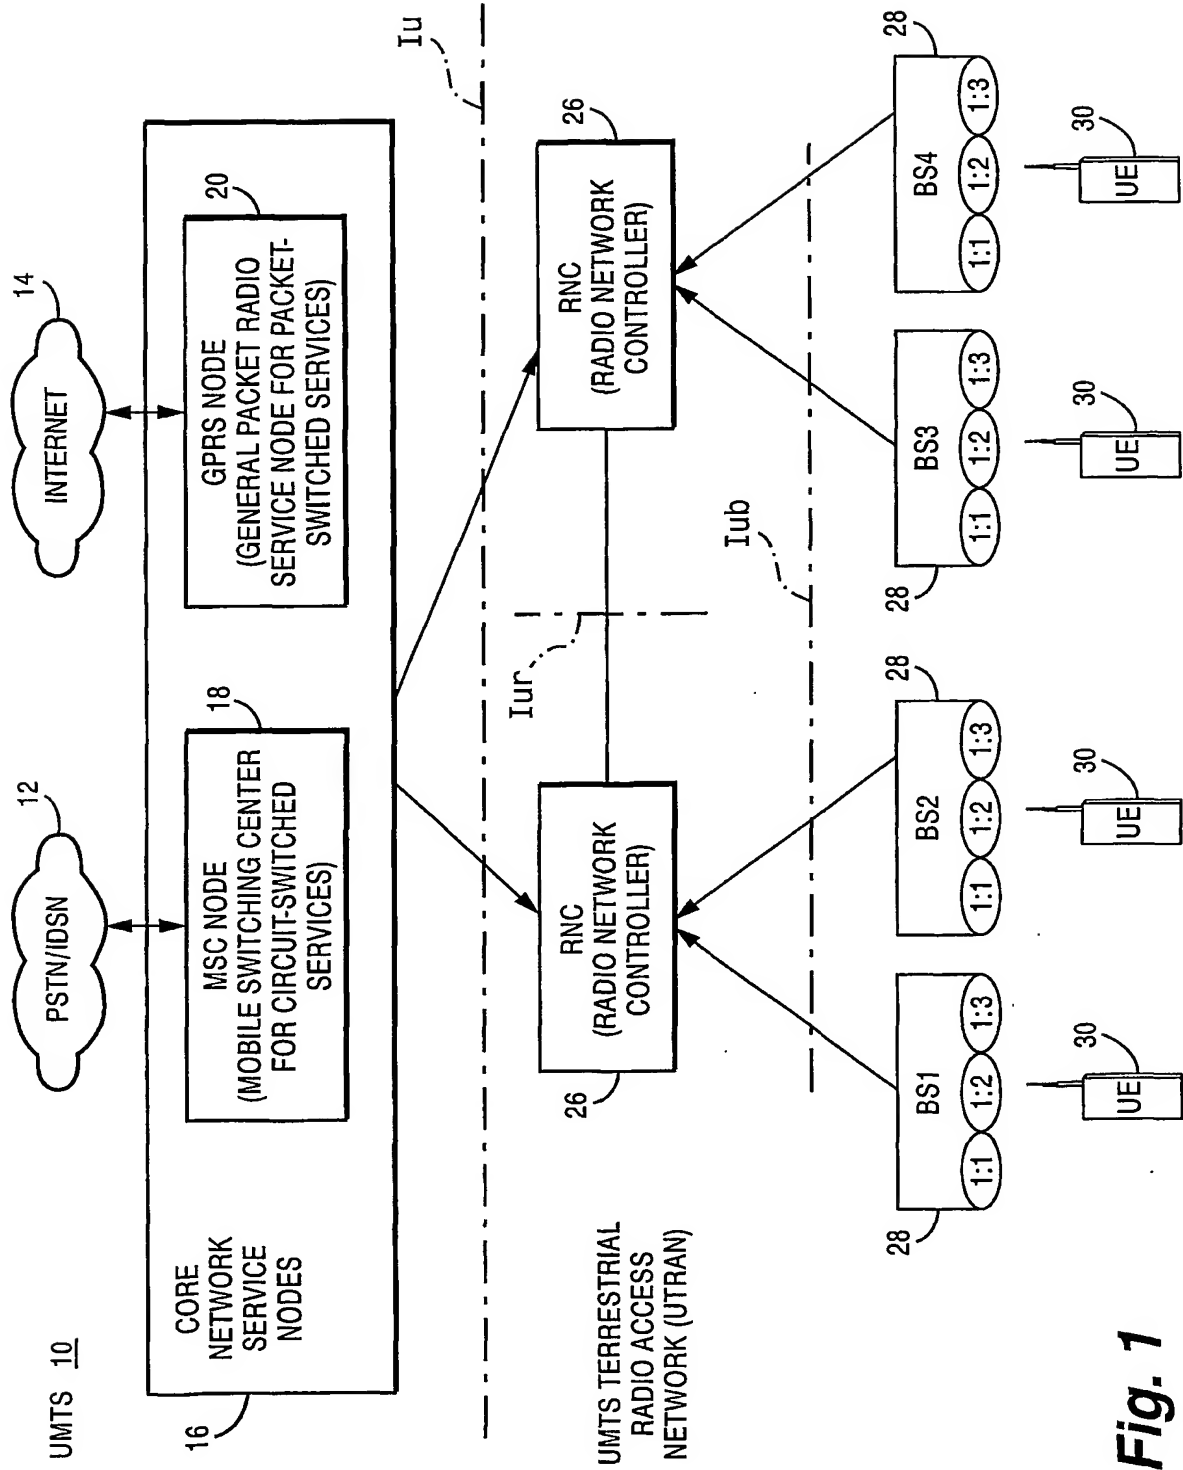 UMTS 10
PSTN/IDSN
12
INTERNET
14
16
CORE
NETWORK
SERVICE
NODES
MSC NODE
(MOBILE SWITCHING CENTER
FOR CIRCUIT-SWITCHED
SERVICES)
18
GPRS NODE
(GENERAL PACKET RADIO
SERVICE NODE FOR PACKET-
SWITCHED SERVICES)
20
Iu
UMTS TERRESTRIAL
RADIO ACCESS
NETWORK (UTRAN)
26
RNC
(RADIO NETWORK
CONTROLLER)
Iur
RNC
(RADIO NETWORK
CONTROLLER)
26
Iub
28
BS1
1:1 1:2 1:3
BS2
1:1 1:2 1:3
28
28
BS3
1:1 1:2 1:3
BS4
1:1 1:2 1:3
28
UE
30
UE
30
UE
30
UE
30
Fig. 1